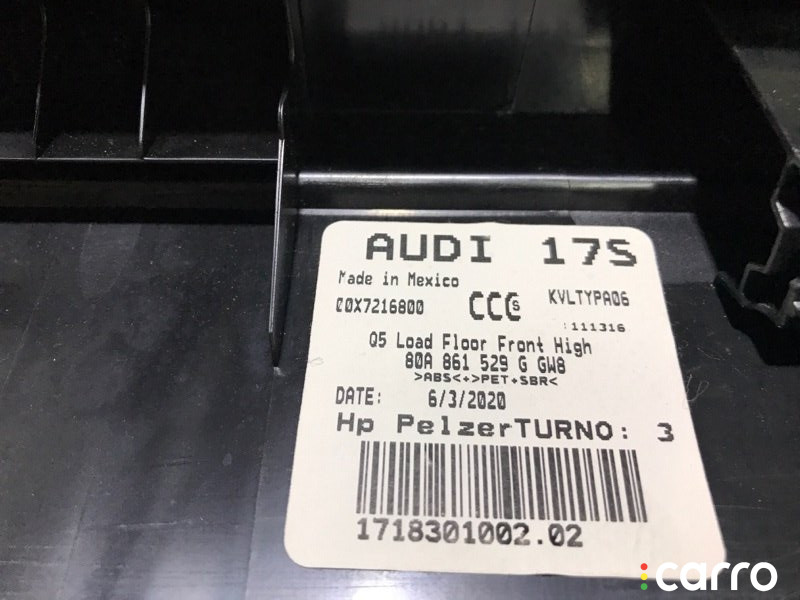 AUDI 17S
Made in Mexico
00X7216800 CCC S KVLTYPA06
:111316
Q5 Load Floor Front High
80A 861 529 G GW8
>ABS<+>PET+SBR<
DATE: 6/3/2020
Hp PelzerTURNO: 3
1718301002.02
carro